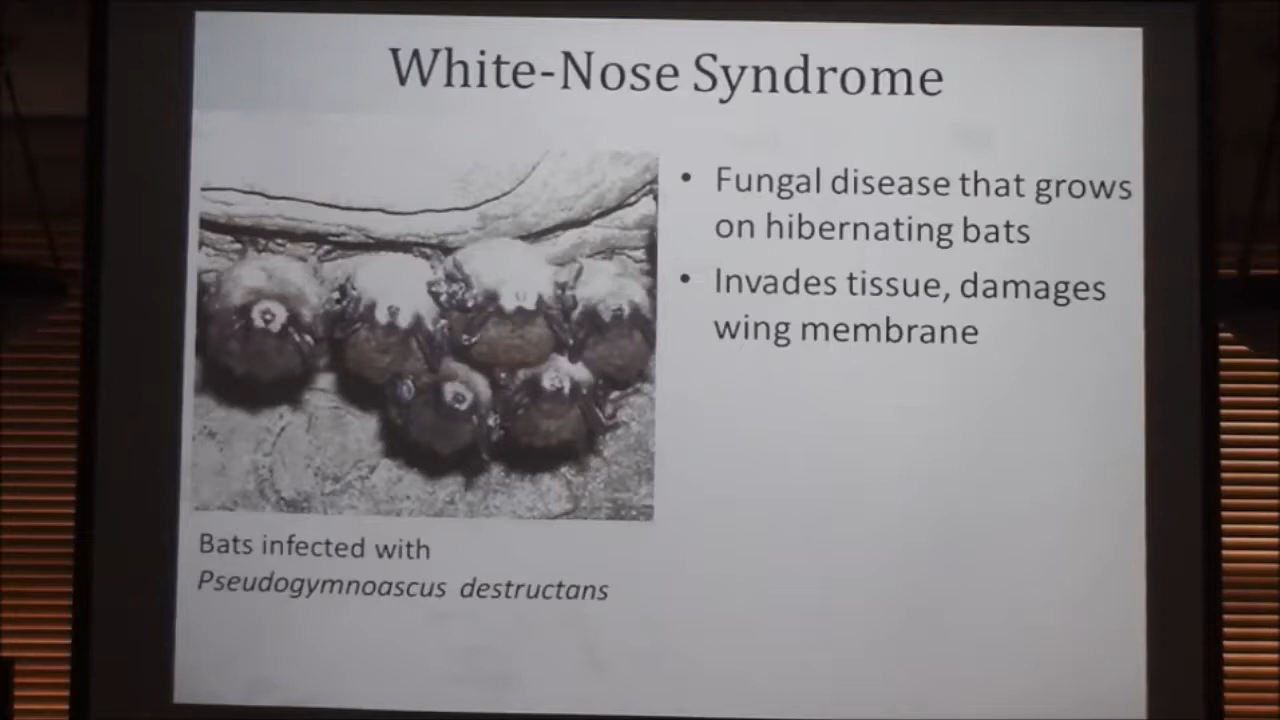 White-Nose Syndrome
• Fungal disease that grows
on hibernating bats
• Invades tissue, damages
wing membrane
Bats infected with
Pseudogymnoascus destructans